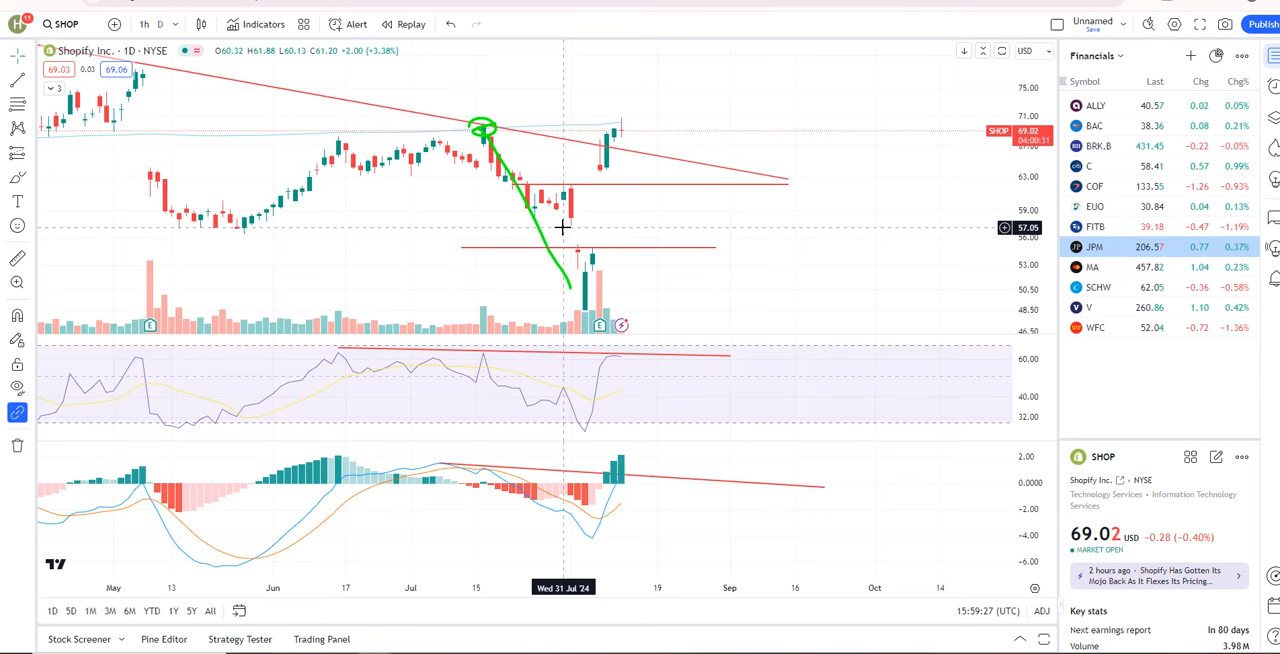 H 11 SHOP 1h D Indicators Alert Replay Unnamed Save Publish
Shopify Inc. · 1D · NYSE O60.32 H61.88 L60.13 C61.20 +2.00 (+3.38%) USD
69.03 0.03 69.06
3
75.00
71.00
SHOP 69.02
04:00:31
63.00
59.00
57.05
56.00
53.00
50.50
48.50
46.50
E E
60.00
40.00
32.00
2.00
0.0000
−2.00
−4.00
−6.00
May 13 Jun 17 Jul 15 Wed 31 Jul '24 19 Sep 16 Oct 14
1D 5D 1M 3M 6M YTD 1Y 5Y All 15:59:27 (UTC) ADJ
Stock Screener Pine Editor Strategy Tester Trading Panel
Financials
Symbol Last Chg Chg%
ALLY 40.57 0.02 0.05%
BAC 38.36 0.08 0.21%
BRK.B 431.45 −0.22 −0.05%
C 58.41 0.57 0.99%
COF 133.55 −1.26 −0.93%
EUO 30.84 0.04 0.13%
FITB 39.18 −0.47 −1.19%
JPM 206.57 0.77 0.37%
MA 457.82 1.04 0.23%
SCHW 62.05 −0.36 −0.58%
V 260.86 1.10 0.42%
WFC 52.04 −0.72 −1.36%
SHOP
Shopify Inc. · NYSE
Technology Services · Information Technology
Services
69.02 USD −0.28 (−0.40%)
MARKET OPEN
2 hours ago · Shopify Has Gotten Its
Mojo Back As It Flexes Its Pricing...
Key stats
Next earnings report In 80 days
Volume 3.98M